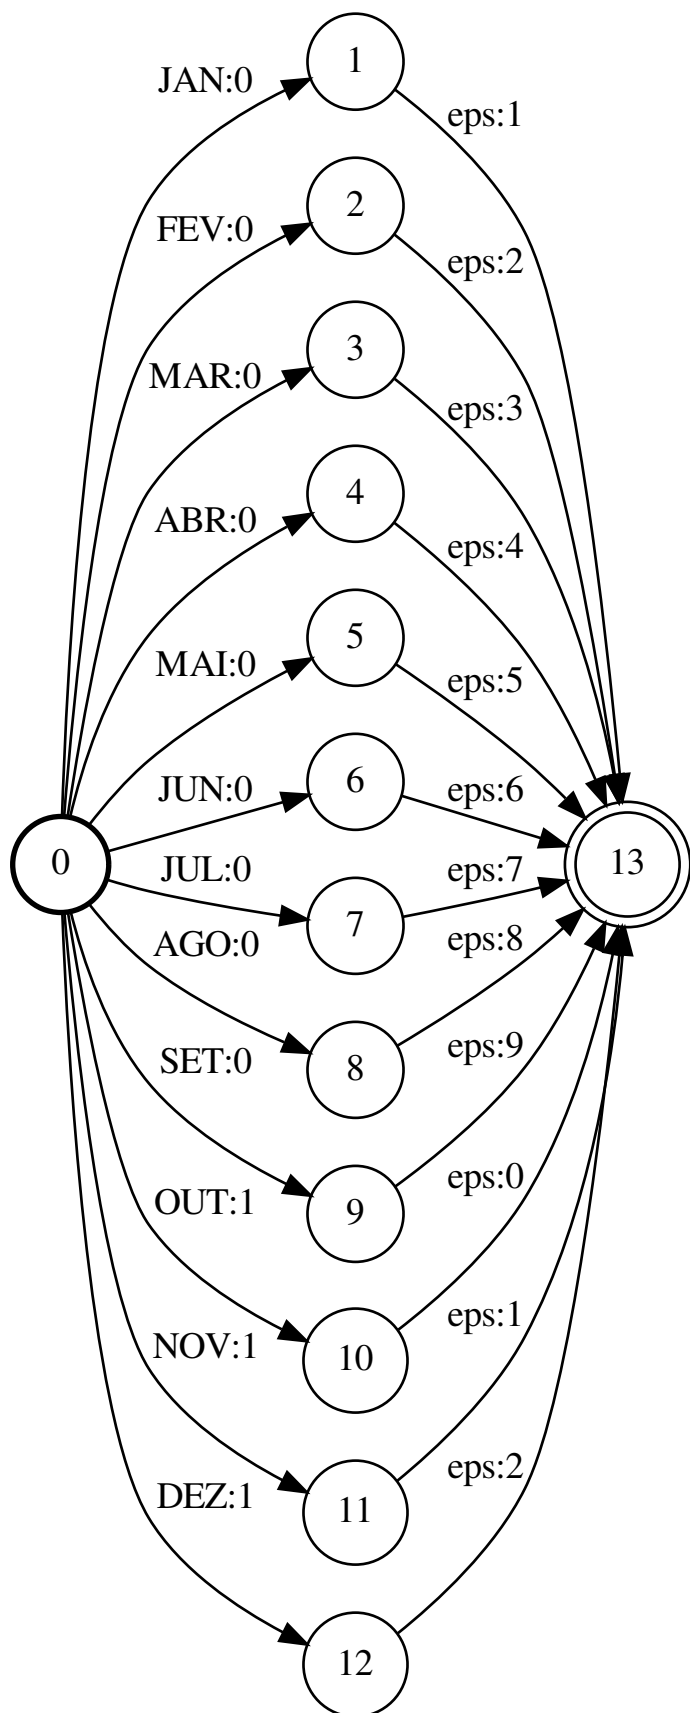 1
JAN:0
eps:1
2
FEV:0
eps:2
3
MAR:0
eps:3
4
ABR:0
eps:4
5
MAI:0
eps:5
6
JUN:0
eps:6
0
13
JUL:0
eps:7
7
AGO:0
eps:8
8
SET:0
eps:9
9
OUT:1
eps:0
10
NOV:1
eps:1
11
DEZ:1
eps:2
12